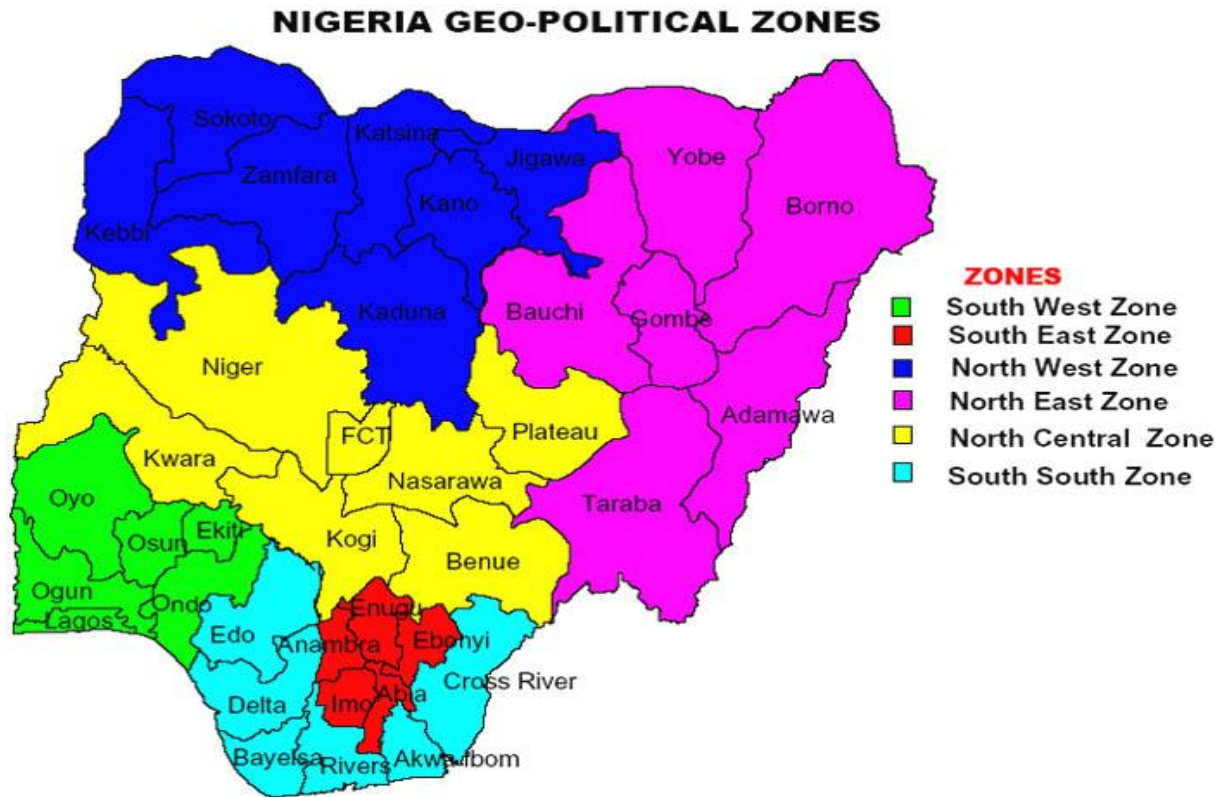 NIGERIA GEO-POLITICAL ZONES
Sokoto
Katsina
Jigawa
Yobe
Zamfara
Kano
Borno
Kebbi
Kaduna
Bauchi
Gombe
Niger
Adamawa
FCT
Plateau
Kwara
Nasarawa
Oyo
Taraba
Osun
Ekiti
Kogi
Benue
Ogun
Ondo
Lagos
Enugu
Edo
Anambra
Ebonyi
Cross River
Delta
Imo
Abia
Bayelsa
Rivers
Akwa-Ibom
ZONES
South West Zone
South East Zone
North West Zone
North East Zone
North Central Zone
South South Zone